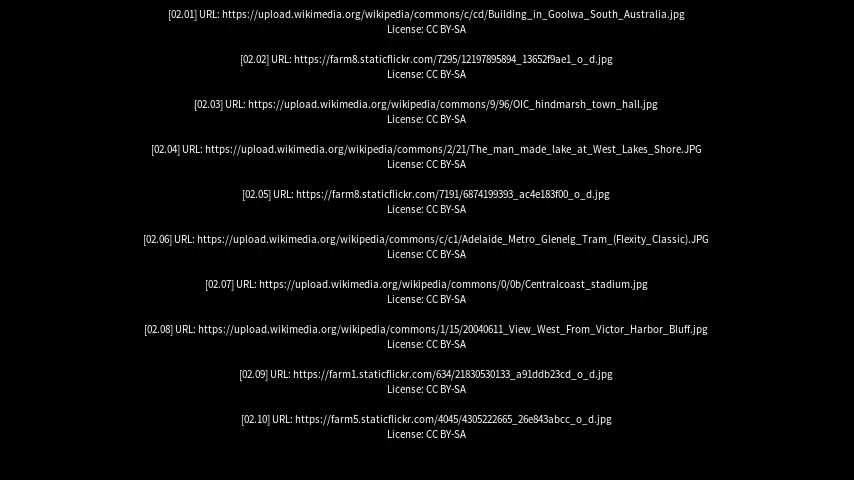 [02.01] URL: https://upload.wikimedia.org/wikipedia/commons/c/cd/Building_in_Goolwa_South_Australia.jpg
License: CC BY-SA
[02.02] URL: https://farm8.staticflickr.com/7295/12197895894_13652f9ae1_o_d.jpg
License: CC BY-SA
[02.03] URL: https://upload.wikimedia.org/wikipedia/commons/9/96/OIC_hindmarsh_town_hall.jpg
License: CC BY-SA
[02.04] URL: https://upload.wikimedia.org/wikipedia/commons/2/21/The_man_made_lake_at_West_Lakes_Shore.JPG
License: CC BY-SA
[02.05] URL: https://farm8.staticflickr.com/7191/6874199393_ac4e183f00_o_d.jpg
License: CC BY-SA
[02.06] URL: https://upload.wikimedia.org/wikipedia/commons/c/c1/Adelaide_Metro_Glenelg_Tram_(Flexity_Classic).JPG
License: CC BY-SA
[02.07] URL: https://upload.wikimedia.org/wikipedia/commons/0/0b/Centralcoast_stadium.jpg
License: CC BY-SA
[02.08] URL: https://upload.wikimedia.org/wikipedia/commons/1/15/20040611_View_West_From_Victor_Harbor_Bluff.jpg
License: CC BY-SA
[02.09] URL: https://farm1.staticflickr.com/634/21830530133_a91ddb23cd_o_d.jpg
License: CC BY-SA
[02.10] URL: https://farm5.staticflickr.com/4045/4305222665_26e843abcc_o_d.jpg
License: CC BY-SA